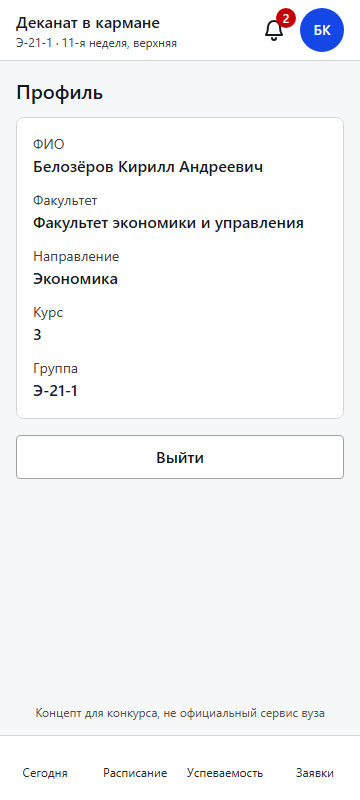 Деканат в кармане
Э-21-1 · 11-я неделя, верхняя
2
БК
Профиль
ФИО
Белозёров Кирилл Андреевич
Факультет
Факультет экономики и управления
Направление
Экономика
Курс
3
Группа
Э-21-1
Выйти
Концепт для конкурса, не официальный сервис вуза
Сегодня
Расписание
Успеваемость
Заявки